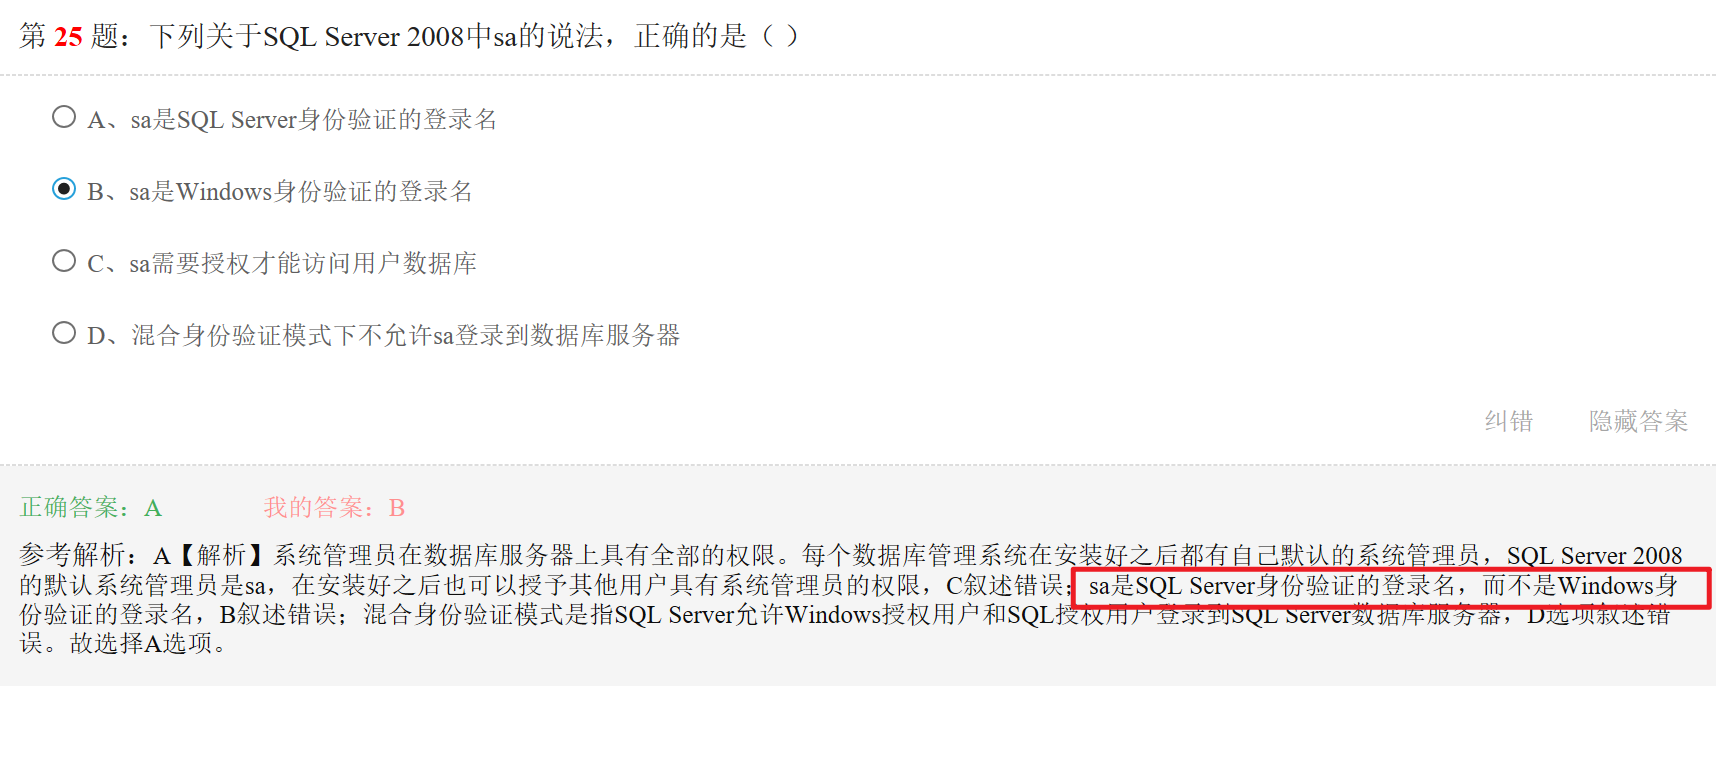 第 25 题：下列关于SQL Server 2008中sa的说法，正确的是（ ）
A、sa是SQL Server身份验证的登录名
B、sa是Windows身份验证的登录名
C、sa需要授权才能访问用户数据库
D、混合身份验证模式下不允许sa登录到数据库服务器
纠错 隐藏答案
正确答案：A 我的答案：B
参考解析：A【解析】系统管理员在数据库服务器上具有全部的权限。每个数据库管理系统在安装好之后都有自己默认的系统管理员，SQL Server 2008
的默认系统管理员是sa，在安装好之后也可以授予其他用户具有系统管理员的权限，C叙述错误；sa是SQL Server身份验证的登录名，而不是Windows身
份验证的登录名，B叙述错误；混合身份验证模式是指SQL Server允许Windows授权用户和SQL授权用户登录到SQL Server数据库服务器，D选项叙述错
误。故选择A选项。